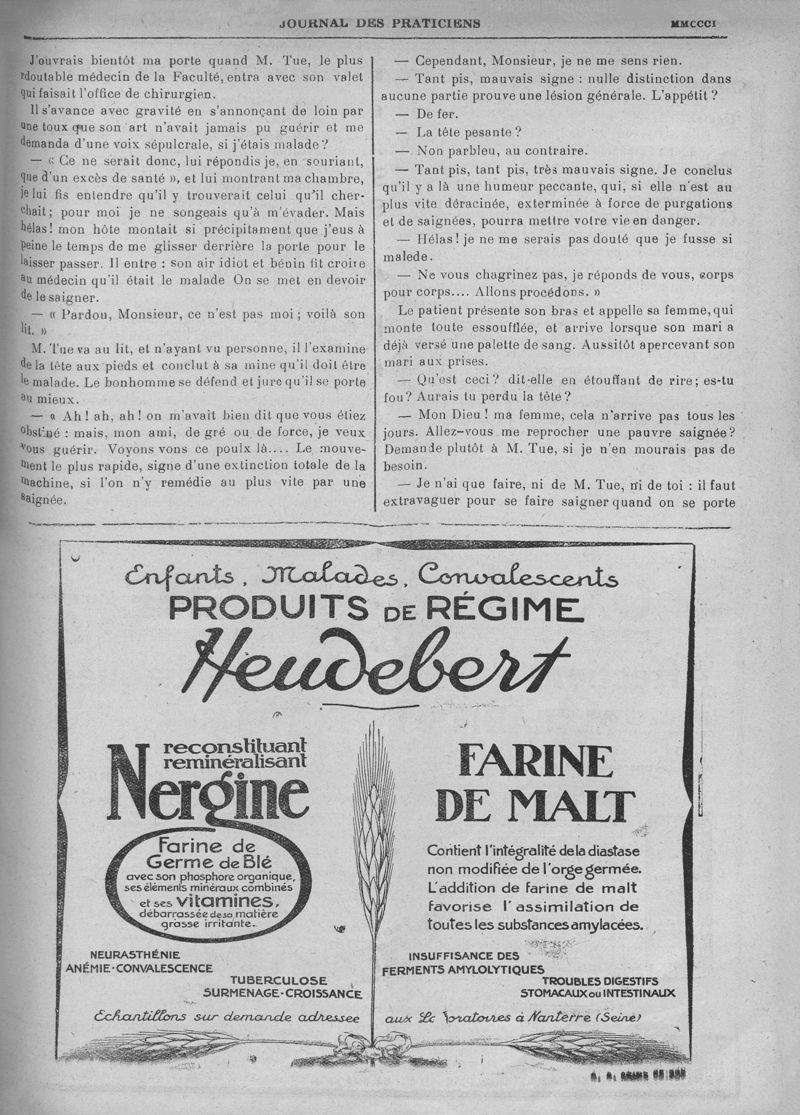 JOURNAL DES PRATICIENS
MMCCCI
J'ouvrais bientôt ma porte quand M. Tue, le plus
rdoutable médecin de la Faculté, entra avec son valet
qui faisait l'office de chirurgien.
Il s'avance avec gravité en s'annonçant de loin par
une toux que son art n'avait jamais pu guérir et me
demanda d'une voix sépulcrale, si j'étais malade ?
— « Ce ne serait donc, lui répondis je, en souriant,
que d'un excès de santé », et lui montrant ma chambre,
je lui fis entendre qu'il y trouverait celui qu'il cher-
chait ; pour moi je ne songeais qu'à m'évader. Mais
hélas ! mon hôte montait si précipitament que j'eus à
peine le temps de me glisser derrière la porte pour le
laisser passer. Il entre : son air idiot et bénin fit croire
au médecin qu'il était le malade On se met en devoir
de le saigner.
— « Pardou, Monsieur, ce n'est pas moi ; voilà son
lit. »
M. Tue va au lit, et n'ayant vu personne, il l'examine
de la tête aux pieds et conclut à sa mine qu'il doit être
le malade. Le bonhomme se défend et jure qu'il se porte
au mieux.
— « Ah ! ah, ah ! on m'avait bien dit que vous étiez
obstiné : mais, mon ami, de gré ou de force, je veux
vous guérir. Voyons vons ce poulx là.... Le mouve-
ment le plus rapide, signe d'une extinction totale de la
machine, si l'on n'y remédie au plus vite par une
saignée.
— Cependant, Monsieur, je ne me sens rien.
— Tant pis, mauvais signe : nulle distinction dans
aucune partie prouve une lésion générale. L'appétit ?
— De fer.
— La tête pesante ?
— Non parbleu, au contraire.
— Tant pis, tant pis, très mauvais signe. Je conclus
qu'il y a là une humeur peccante, qui, si elle n'est au
plus vite déracinée, exterminée à force de purgations
et de saignées, pourra mettre votre vie en danger.
— Hélas ! je ne me serais pas douté que je fusse si
malede.
— Ne vous chagrinez pas, je réponds de vous, corps
pour corps.... Allons procédons. »
Le patient présente son bras et appelle sa femme, qui
monte toute essoufflée, et arrive lorsque son mari a
déjà versé une palette de sang. Aussitôt apercevant son
mari aux prises.
— Qu'est ceci ? dit-elle en étouffant de rire ; es-tu
fou ? Aurais tu perdu la tête ?
— Mon Dieu ! ma femme, cela n'arrive pas tous les
jours. Allez-vous me reprocher une pauvre saignée ?
Demande plutôt à M. Tue, si je n'en mourais pas de
besoin.
— Je n'ai que faire, ni de M. Tue, ni de toi : il faut
extravaguer pour se faire saigner quand on se porte
Enfants, Malades, Convalescents
PRODUITS DE RÉGIME
Heudebert
reconstituant
reminéralisant
Nergine
Farine de
Germe de Blé
avec son phosphore organique,
ses éléments minéraux combinés
et ses vitamines,
débarrassée de sa matière
grasse irritante.
NEURASTHÉNIE
ANÉMIE-CONVALESCENCE
TUBERCULOSE
SURMENAGE-CROISSANCE
FARINE
DE MALT
Contient l'intégralité de la diastase
non modifiée de l'orge germée.
L'addition de farine de malt
favorise l'assimilation de
toutes les substances amylacées.
INSUFFISANCE DES
FERMENTS AMYLOLYTIQUES
TROUBLES DIGESTIFS
STOMACAUX ou INTESTINAUX
Echantillons sur demande adressee aux Laboratoires à Nanterre (Seine)